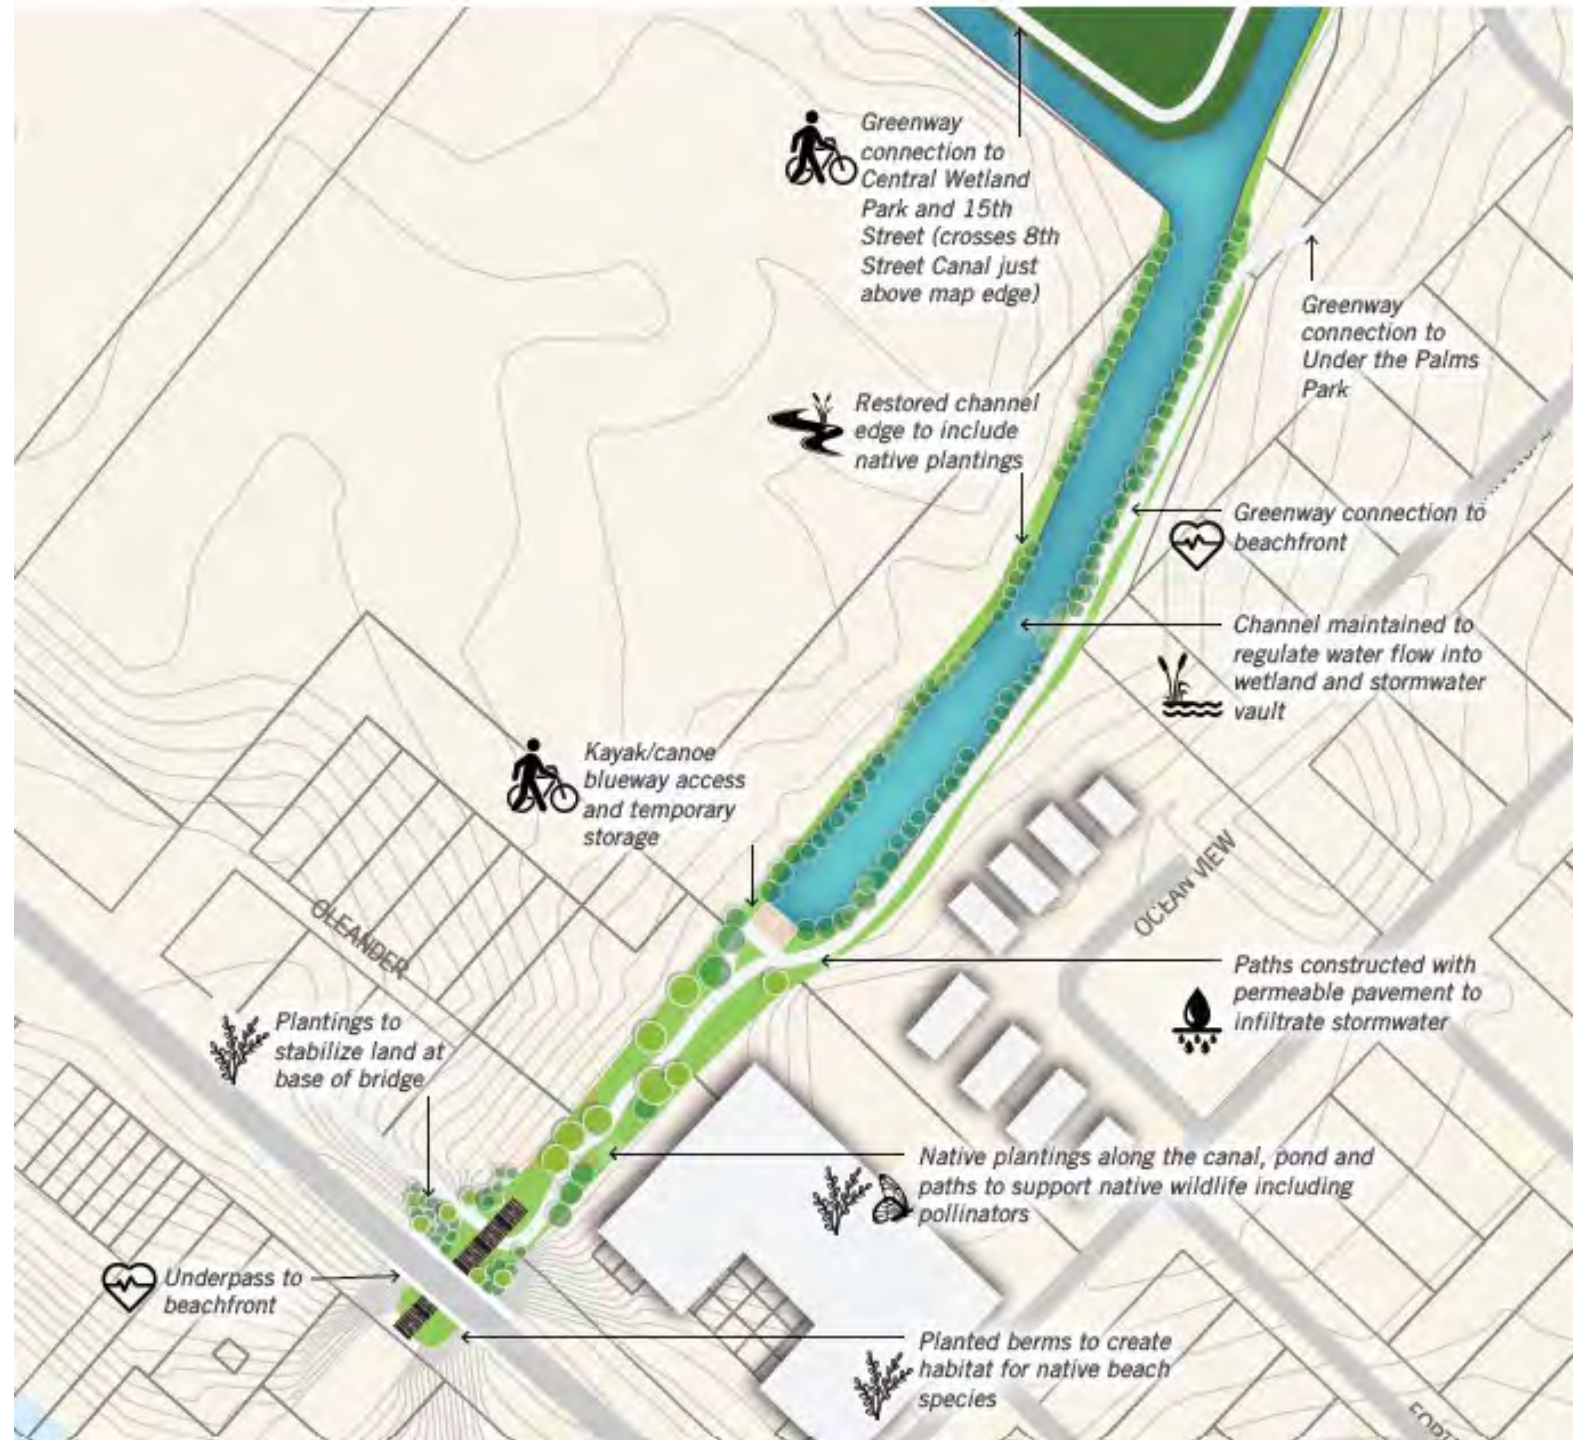 Greenway
connection to
Central Wetland
Park and 15th
Street (crosses 8th
Street Canal just
above map edge)
Greenway
connection to
Under the Palms
Park
Restored channel
edge to include
native plantings
Greenway connection to
beachfront
Channel maintained to
regulate water flow into
wetland and stormwater
vault
Kayak/canoe
blueway access
and temporary
storage
OCEAN VIEW
OLEANDER
Paths constructed with
permeable pavement to
infiltrate stormwater
Plantings to
stabilize land at
base of bridge
Native plantings along the canal, pond and
paths to support native wildlife including
pollinators
Underpass to
beachfront
Planted berms to create
habitat for native beach
species